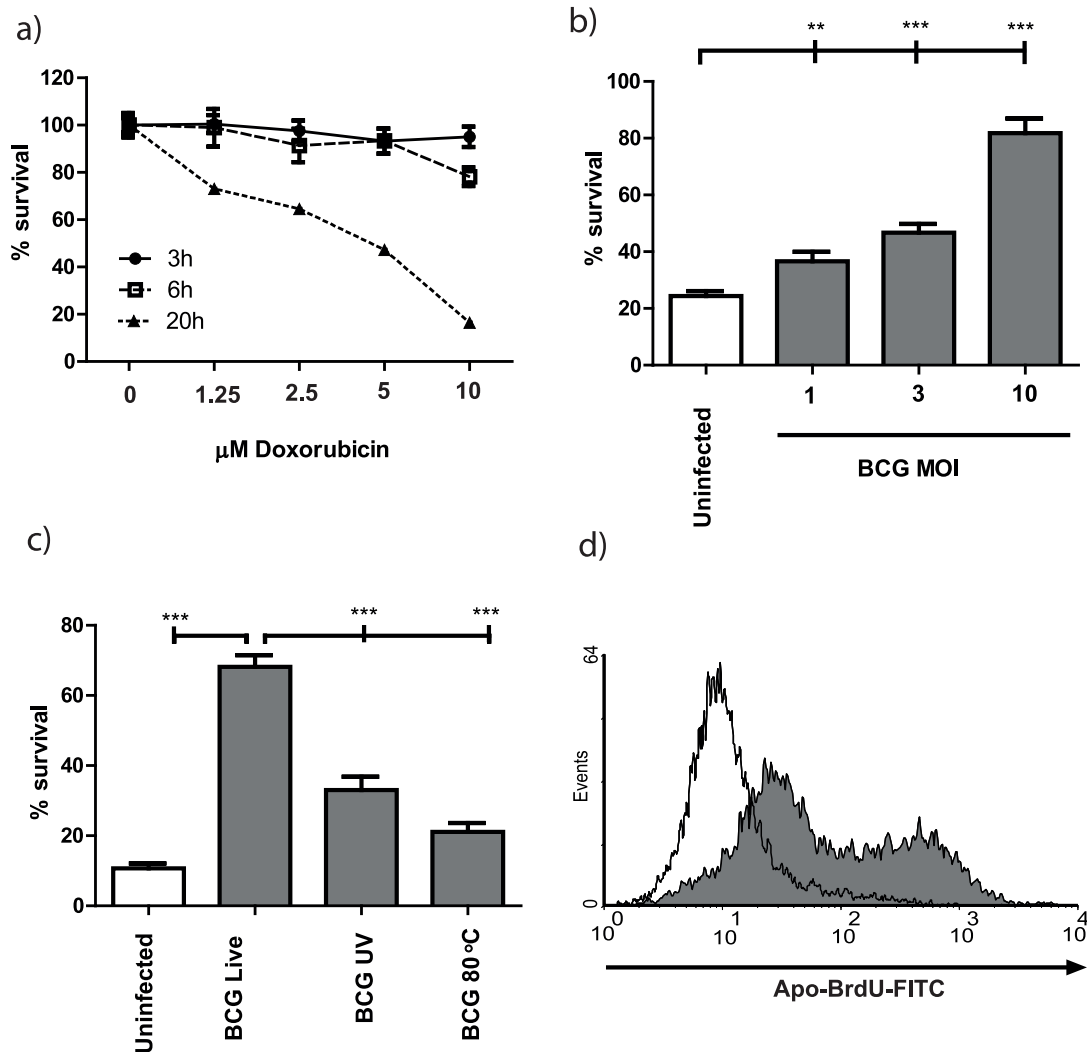 a)
120
100
80
60
40
20
0
% survival
3h
6h
20h
0 1.25 2.5 5 10
μM Doxorubicin
b)
** *** ***
100
80
60
40
20
0
% survival
Uninfected
1 3 10
BCG MOI
c)
*** *** ***
80
60
40
20
0
% survival
Uninfected
BCG Live
BCG UV
BCG 80°C
d)
64
Events
0
10^0 10^1 10^2 10^3 10^4
Apo-BrdU-FITC